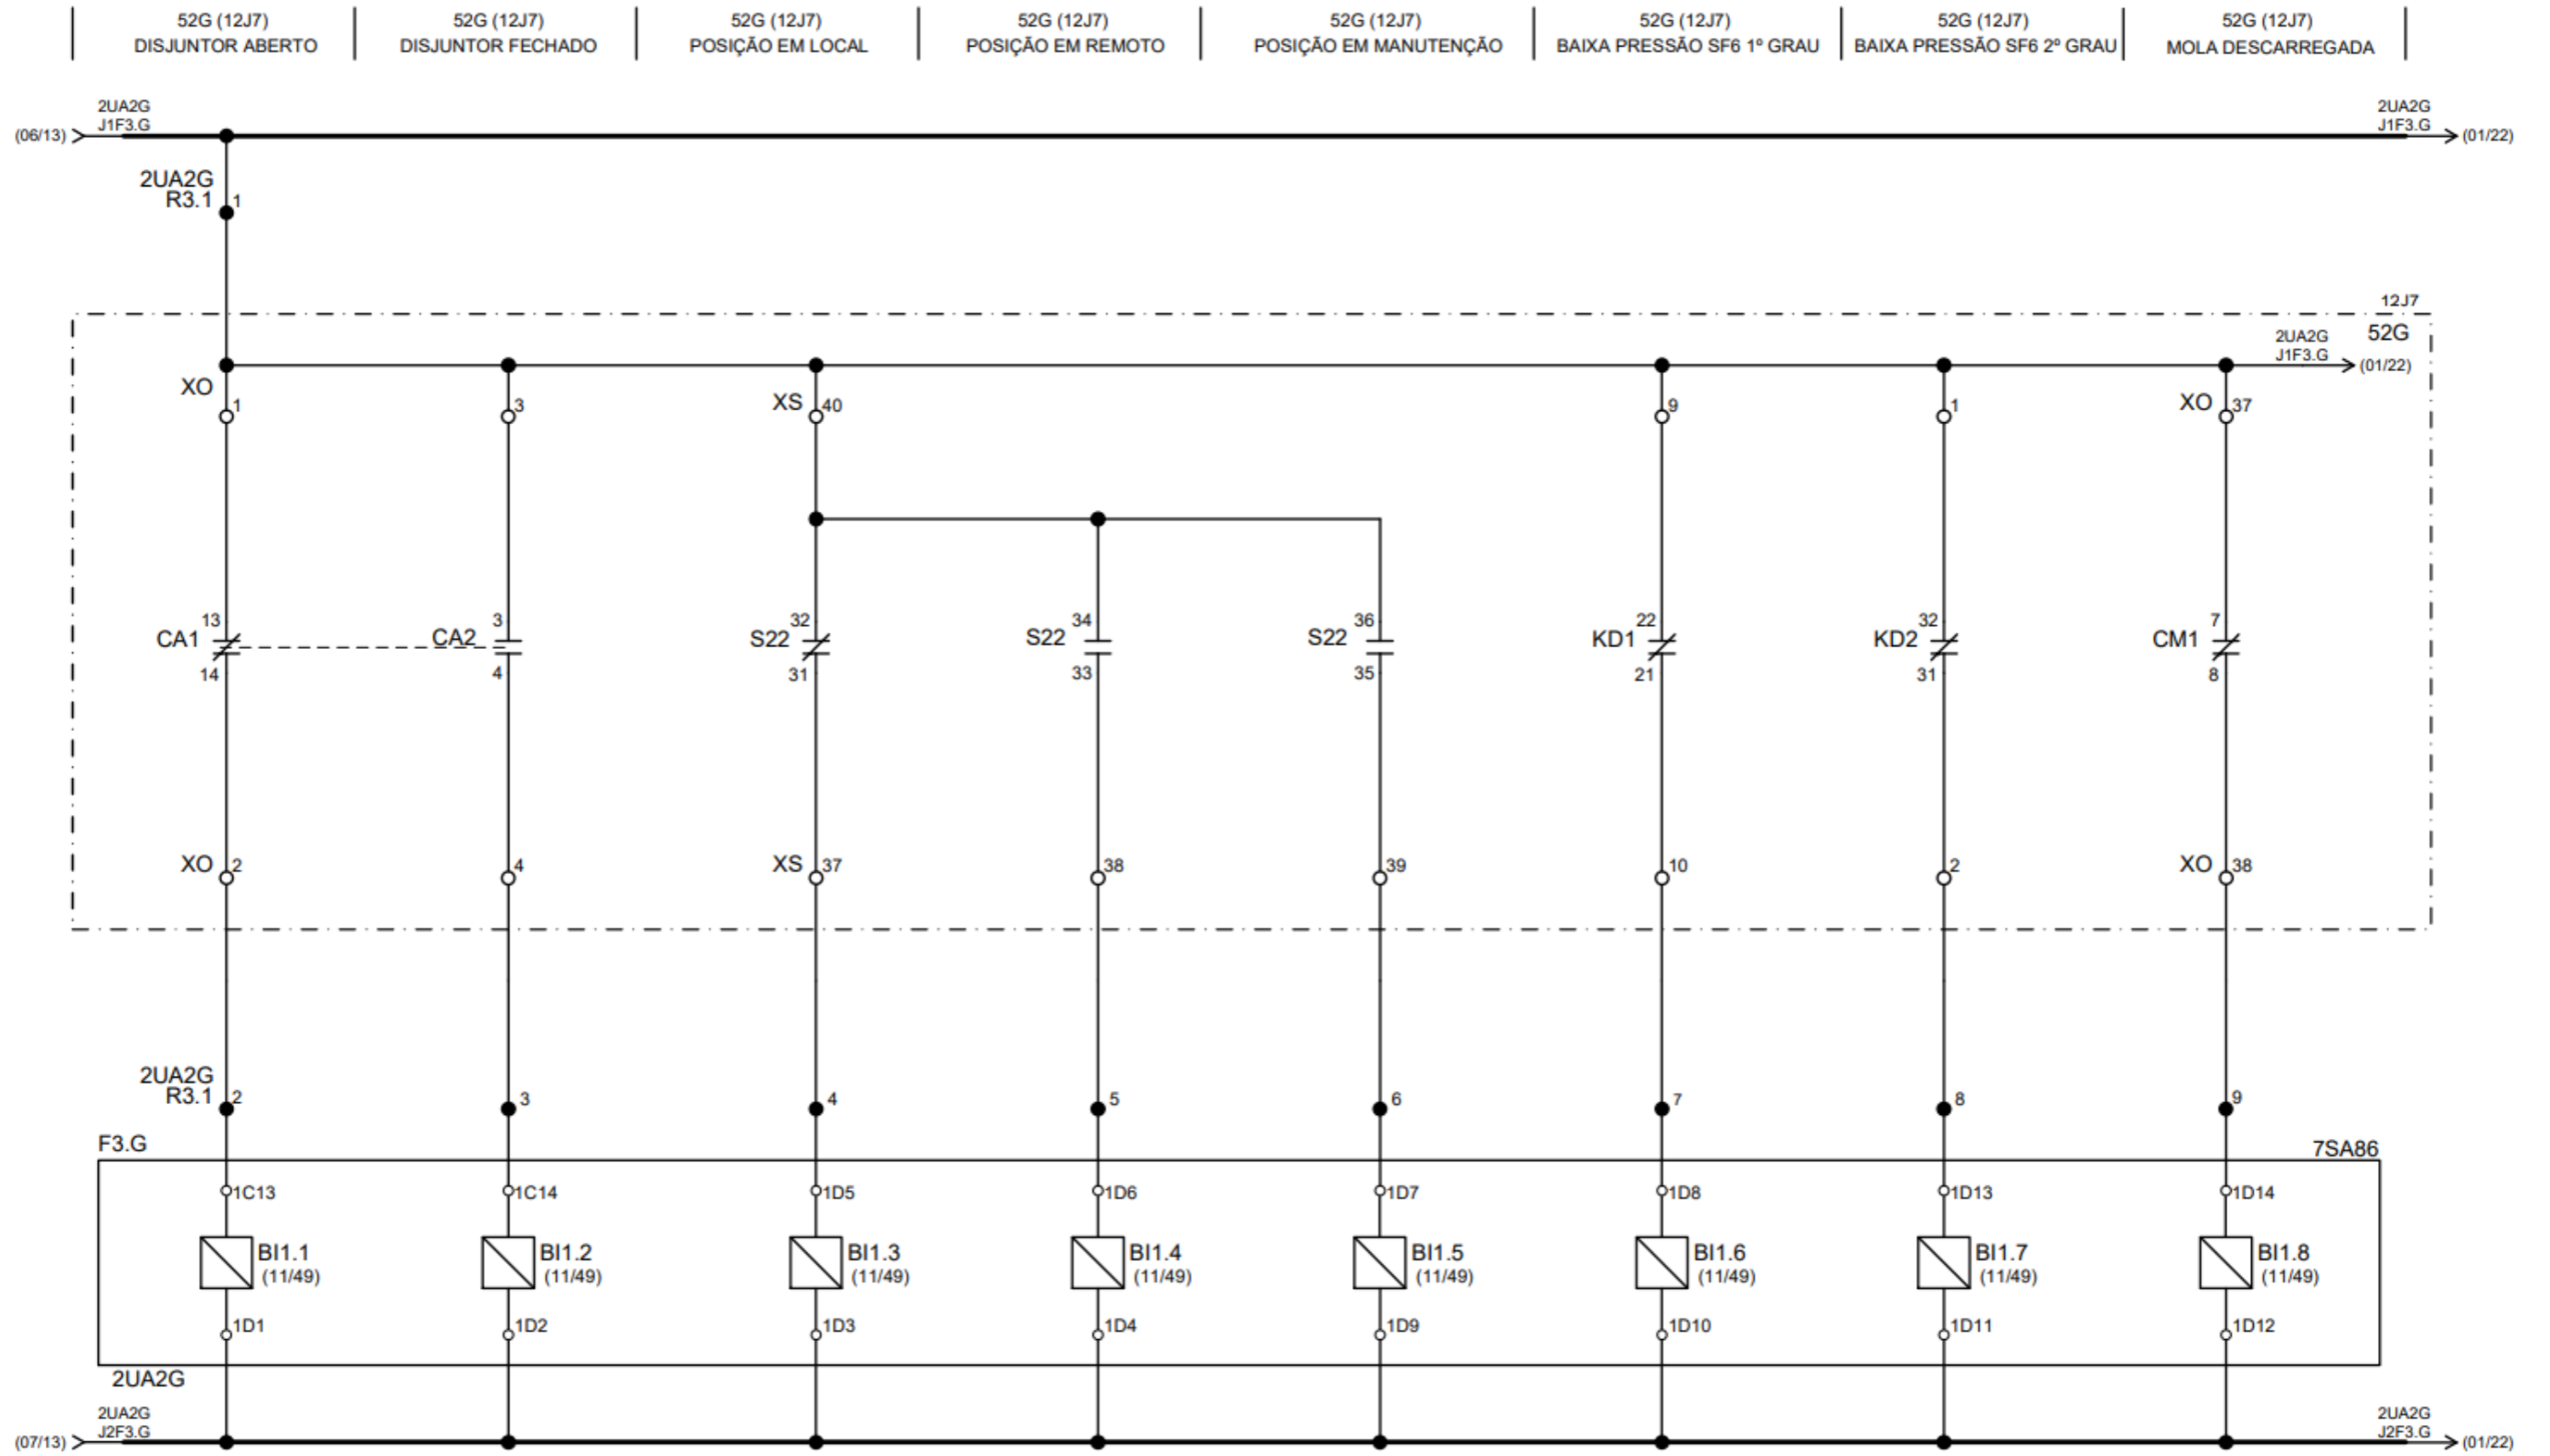 52G (12J7)
DISJUNTOR ABERTO
52G (12J7)
DISJUNTOR FECHADO
52G (12J7)
POSIÇÃO EM LOCAL
52G (12J7)
POSIÇÃO EM REMOTO
52G (12J7)
POSIÇÃO EM MANUTENÇÃO
52G (12J7)
BAIXA PRESSÃO SF6 1º GRAU
52G (12J7)
BAIXA PRESSÃO SF6 2º GRAU
52G (12J7)
MOLA DESCARREGADA
2UA2G
J1F3.G
(06/13)
2UA2G
J1F3.G
(01/22)
2UA2G
R3.1 1
12J7
52G
2UA2G
J1F3.G
(01/22)
XO 1
3
XS 40
9
1
XO 37
13
CA1
14
3
CA2
4
32
S22
31
34
S22
33
36
S22
35
22
KD1
21
32
KD2
31
7
CM1
8
XO 2
4
XS 37
38
39
10
2
XO 38
2UA2G
R3.1 2
3
4
5
6
7
8
9
F3.G
7SA86
1C13
1C14
1D5
1D6
1D7
1D8
1D13
1D14
BI1.1
(11/49)
BI1.2
(11/49)
BI1.3
(11/49)
BI1.4
(11/49)
BI1.5
(11/49)
BI1.6
(11/49)
BI1.7
(11/49)
BI1.8
(11/49)
1D1
1D2
1D3
1D4
1D9
1D10
1D11
1D12
2UA2G
2UA2G
J2F3.G
(07/13)
2UA2G
J2F3.G
(01/22)